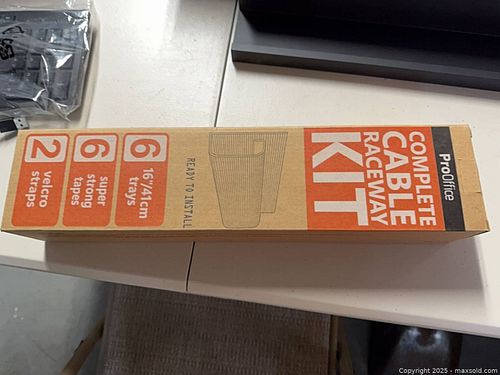 ProOffice
COMPLETE
CABLE
RACEWAY
KIT
READY TO INSTALL
6
16"/41cm
trays
6
super
strong
tapes
2
velcro
straps
Copyright 2025 - maxsold.com